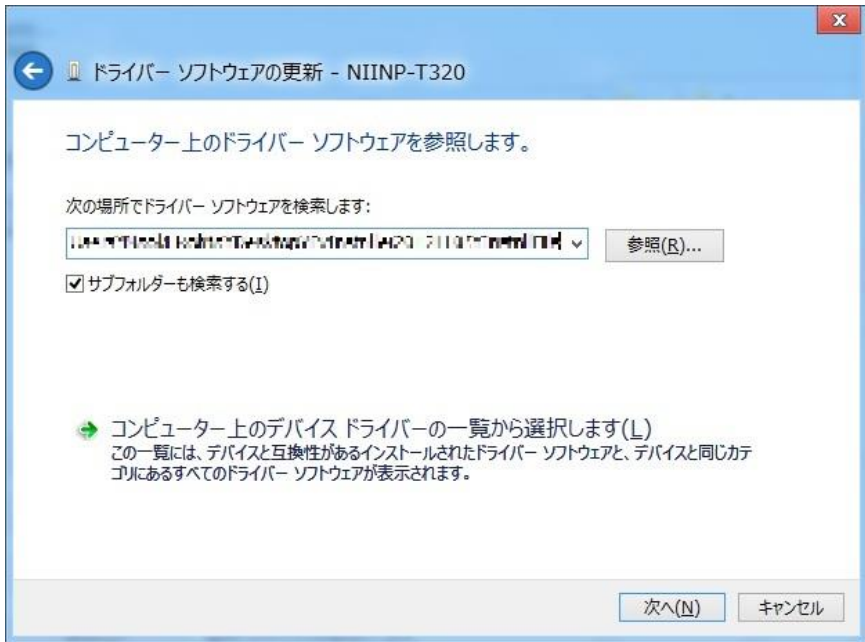 ドライバー ソフトウェアの更新 - NIINP-T320
コンピューター上のドライバー ソフトウェアを参照します。
次の場所でドライバー ソフトウェアを検索します:
参照(R)...
サブフォルダーも検索する(I)
コンピューター上のデバイス ドライバーの一覧から選択します(L)
この一覧には、デバイスと互換性があるインストールされたドライバー ソフトウェアと、デバイスと同じカテ
ゴリにあるすべてのドライバー ソフトウェアが表示されます。
次へ(N)
キャンセル